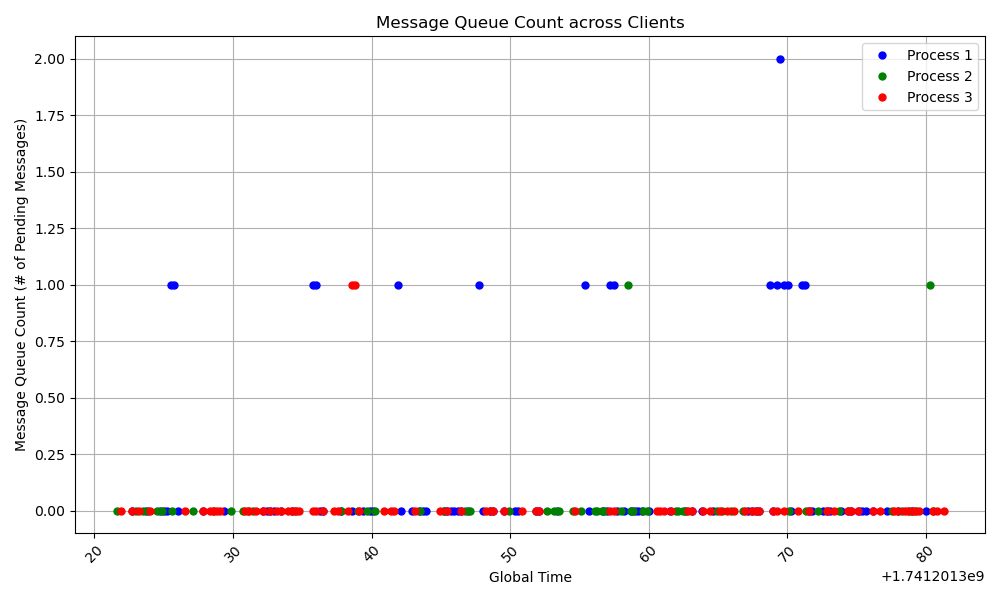 Message Queue Count across Clients
Process 1
Process 2
Process 3
Message Queue Count (# of Pending Messages)
2.00
1.75
1.50
1.25
1.00
0.75
0.50
0.25
0.00
20 30 40 50 60 70 80
Global Time
+1.7412013e9